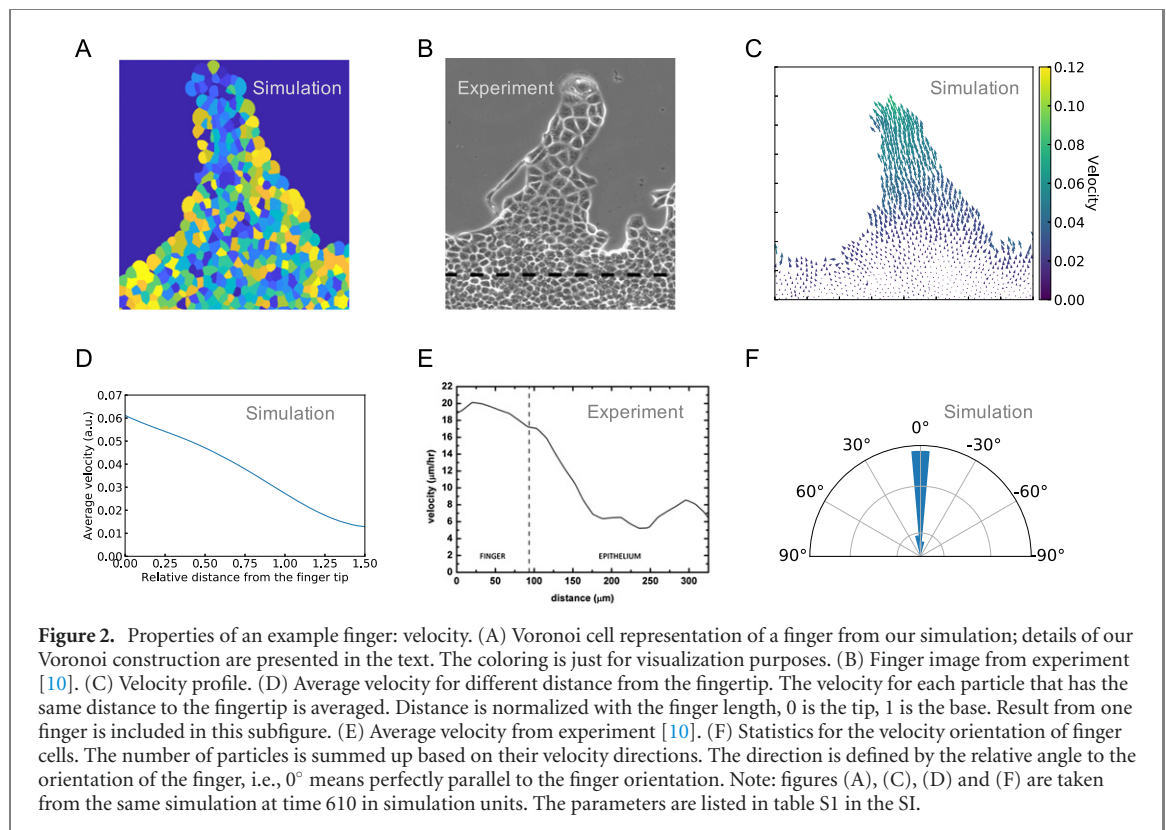 A
Simulation
B
Experiment
C
Simulation
0.12
0.10
0.08
0.06
0.04
0.02
0.00
Velocity
D
Simulation
Average velocity (a.u.)
0.07
0.06
0.05
0.04
0.03
0.02
0.01
0.00
0.00 0.25 0.50 0.75 1.00 1.25 1.50
Relative distance from the finger tip
E
Experiment
velocity (μm/hr)
22
20
18
16
14
12
10
8
6
4
2
0
FINGER
EPITHELIUM
0 50 100 150 200 250 300
distance (μm)
F
Simulation
0°
30° -30°
60° -60°
90° -90°
Figure 2. Properties of an example finger: velocity. (A) Voronoi cell representation of a finger from our simulation; details of our
Voronoi construction are presented in the text. The coloring is just for visualization purposes. (B) Finger image from experiment
[10]. (C) Velocity profile. (D) Average velocity for different distance from the fingertip. The velocity for each particle that has the
same distance to the fingertip is averaged. Distance is normalized with the finger length, 0 is the tip, 1 is the base. Result from one
finger is included in this subfigure. (E) Average velocity from experiment [10]. (F) Statistics for the velocity orientation of finger
cells. The number of particles is summed up based on their velocity directions. The direction is defined by the relative angle to the
orientation of the finger, i.e., 0° means perfectly parallel to the finger orientation. Note: figures (A), (C), (D) and (F) are taken
from the same simulation at time 610 in simulation units. The parameters are listed in table S1 in the SI.